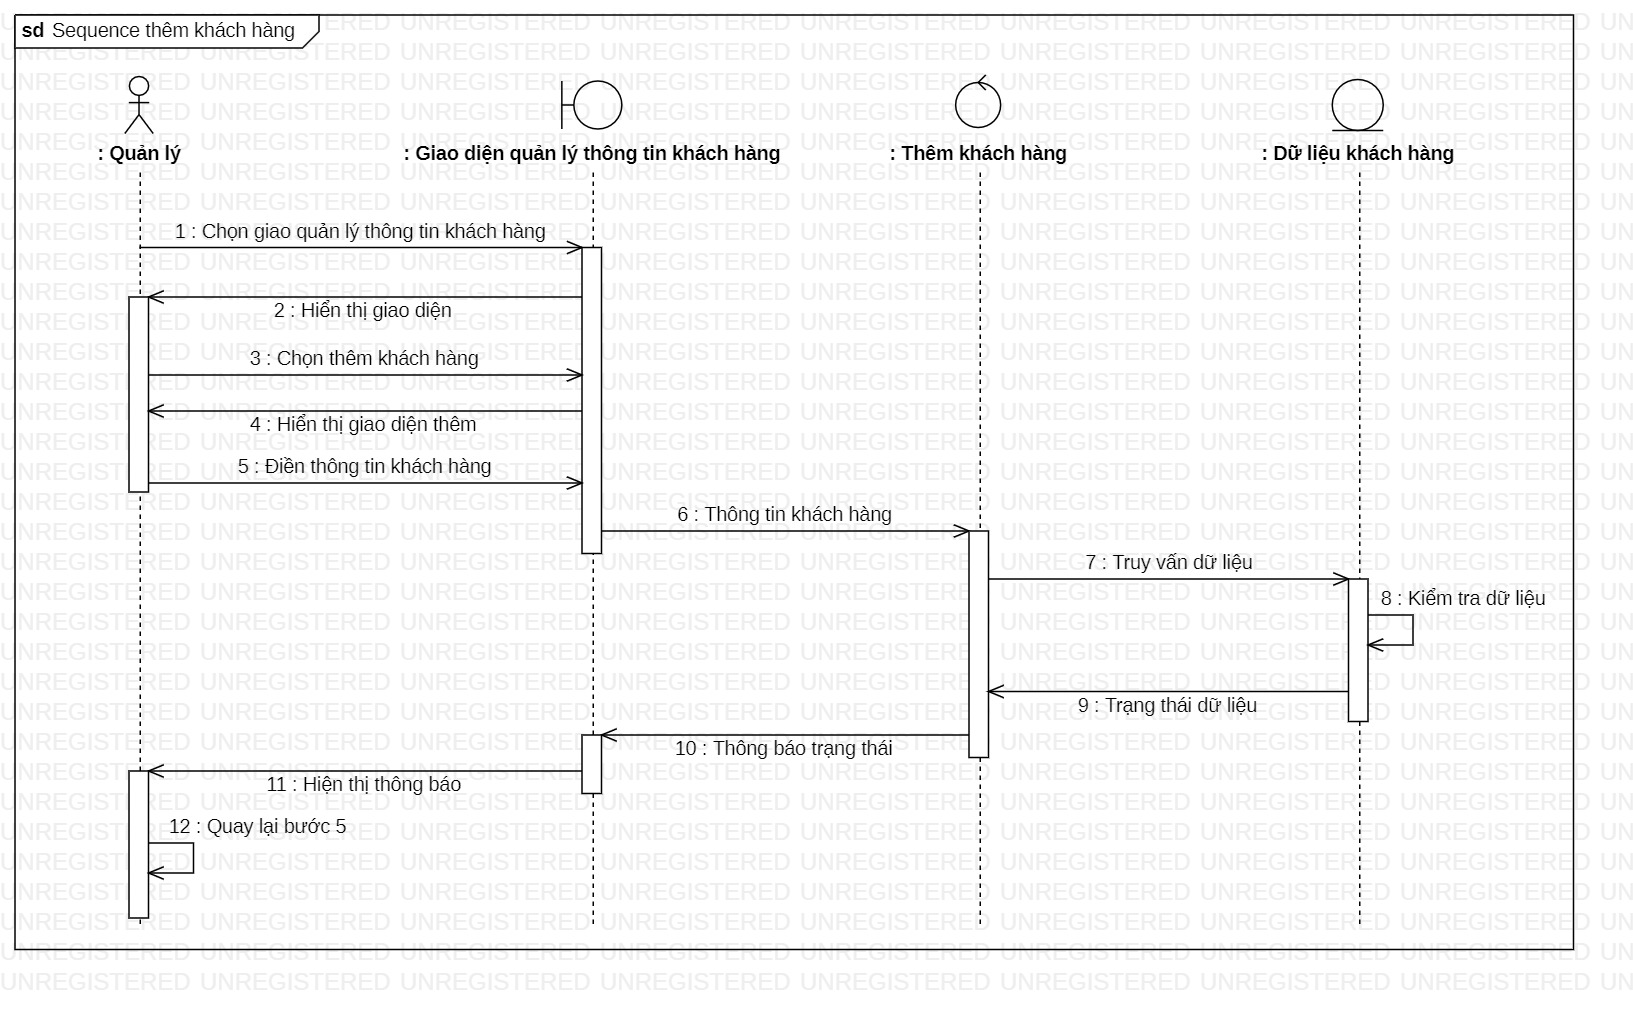 sd Sequence thêm khách hàng
: Quản lý
: Giao diện quản lý thông tin khách hàng
: Thêm khách hàng
: Dữ liệu khách hàng
1 : Chọn giao quản lý thông tin khách hàng
2 : Hiển thị giao diện
3 : Chọn thêm khách hàng
4 : Hiển thị giao diện thêm
5 : Điền thông tin khách hàng
6 : Thông tin khách hàng
7 : Truy vấn dữ liệu
8 : Kiểm tra dữ liệu
9 : Trạng thái dữ liệu
10 : Thông báo trạng thái
11 : Hiện thị thông báo
12 : Quay lại bước 5
UNREGISTERED